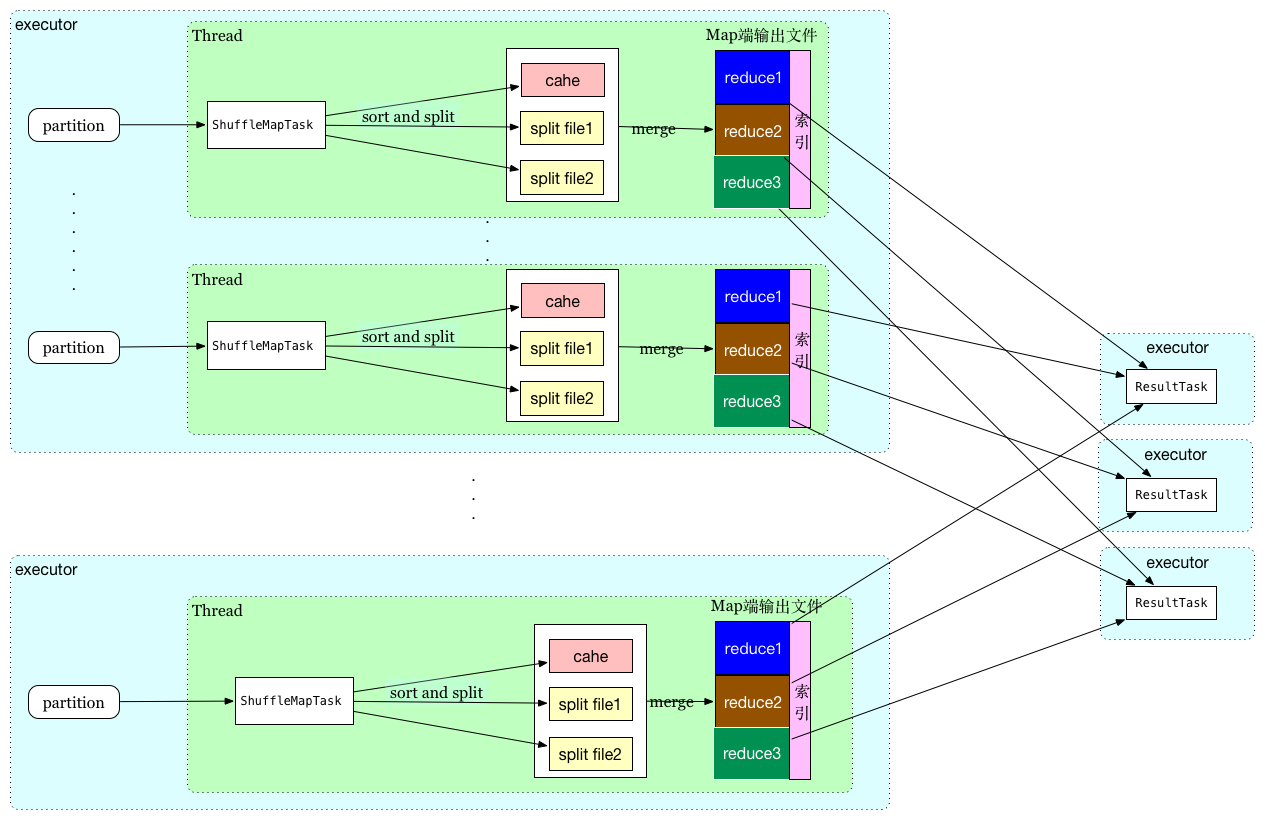 executor
Thread
Map端输出文件
partition
ShuffleMapTask
sort and split
cahe
split file1
split file2
merge
reduce1
reduce2
reduce3
索
引
Thread
partition
ShuffleMapTask
sort and split
cahe
split file1
split file2
merge
reduce1
reduce2
reduce3
索
引
executor
ResultTask
executor
ResultTask
executor
ResultTask
executor
Thread
Map端输出文件
partition
ShuffleMapTask
sort and split
cahe
split file1
split file2
merge
reduce1
reduce2
reduce3
索
引